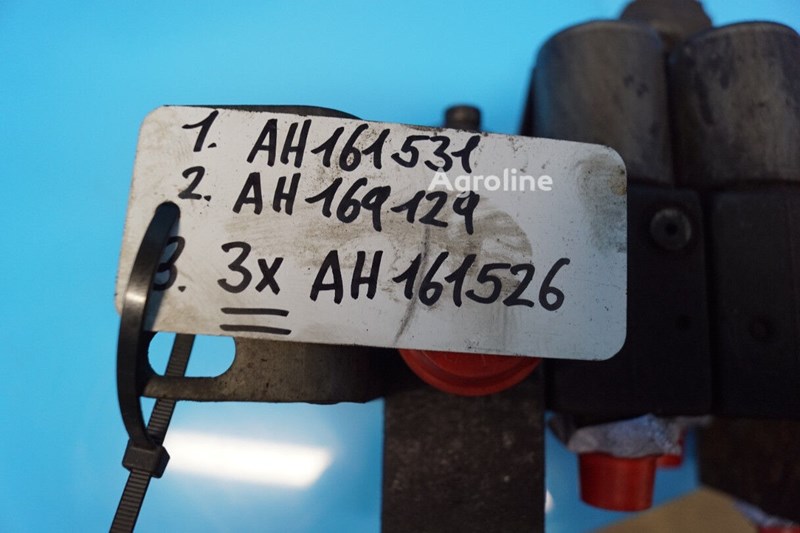 1. AH161531
Agroline
2. AH169129
3. 3x AH161526